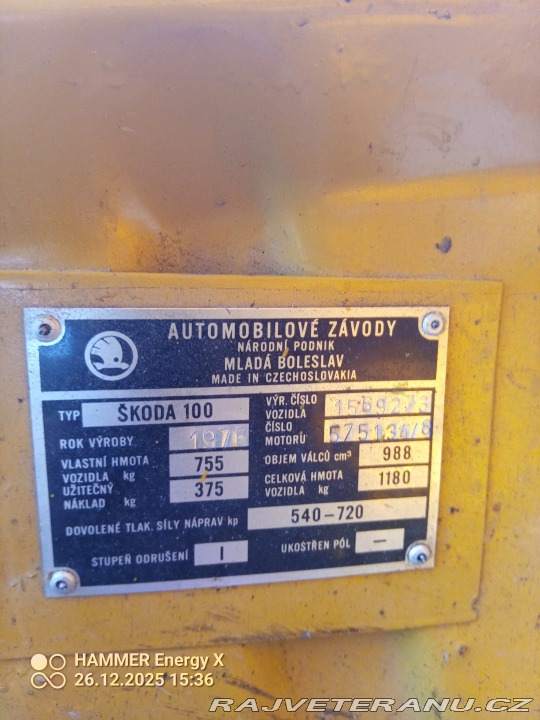 AUTOMOBILOVÉ ZÁVODY
NÁRODNÍ PODNIK
MLADÁ BOLESLAV
MADE IN CZECHOSLOVAKIA
TYP ŠKODA 100
VÝR. ČÍSLO
VOZIDLA
ČÍSLO
MOTORU
ROK VÝROBY
VLASTNÍ HMOTA
VOZIDLA kg 755
OBJEM VÁLCŮ cm³ 988
UŽITEČNÝ
NÁKLAD kg 375
CELKOVÁ HMOTA
VOZIDLA kg 1180
DOVOLENÉ TLAK. SÍLY NÁPRAV kp 540-720
STUPEŇ ODRUŠENÍ I UKOSTŘEN PÓL –
HAMMER Energy X
26.12.2025 15:36
RAJVETERANU.CZ